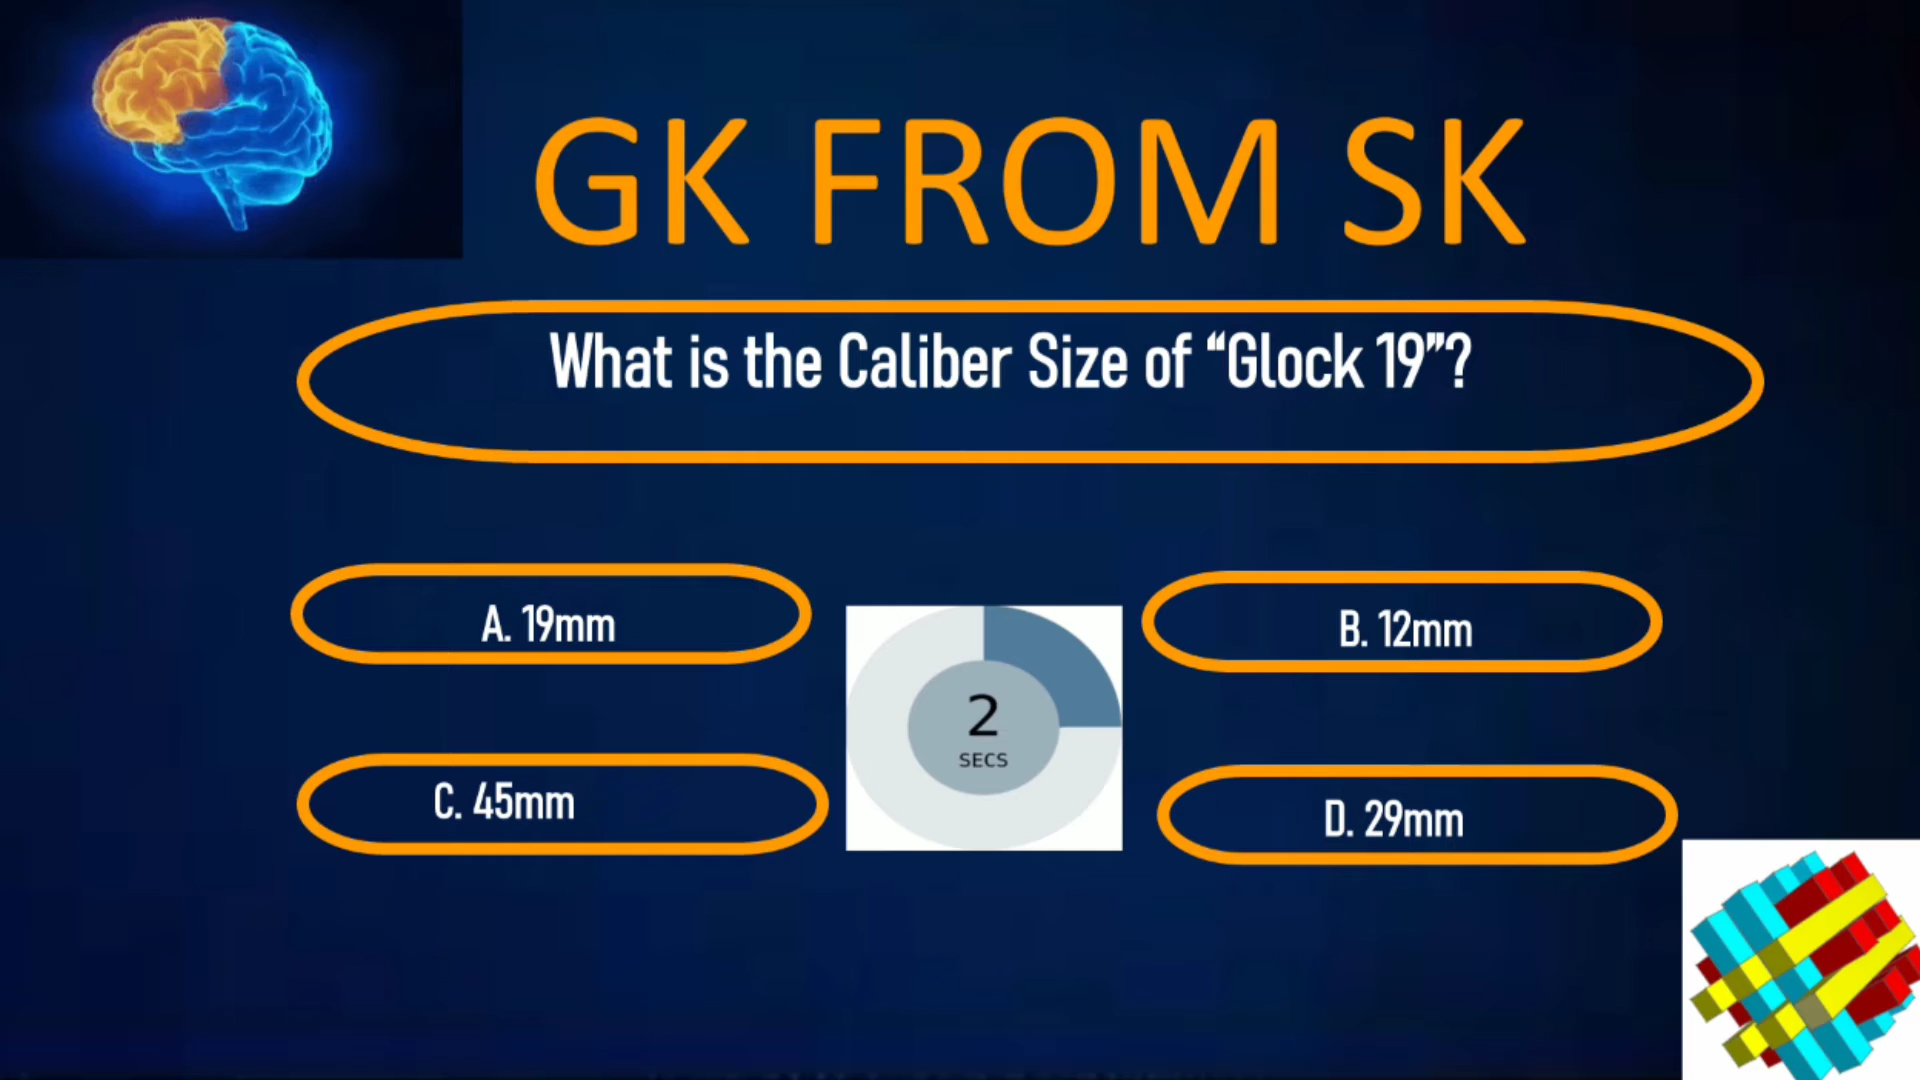 GK FROM SK
What is the Caliber Size of “Glock 19”?
A. 19mm
B. 12mm
2
SECS
C. 45mm
D. 29mm